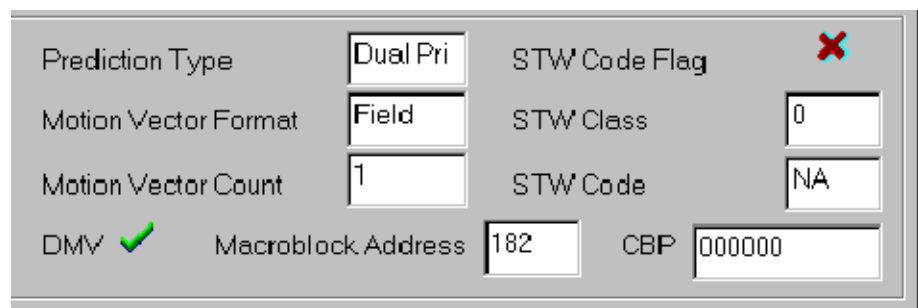 Prediction Type Dual Pri STW Code Flag
Motion Vector Format Field STW Class 0
Motion Vector Count 1 STW Code NA
DMV Macroblock Address 182 CBP 000000